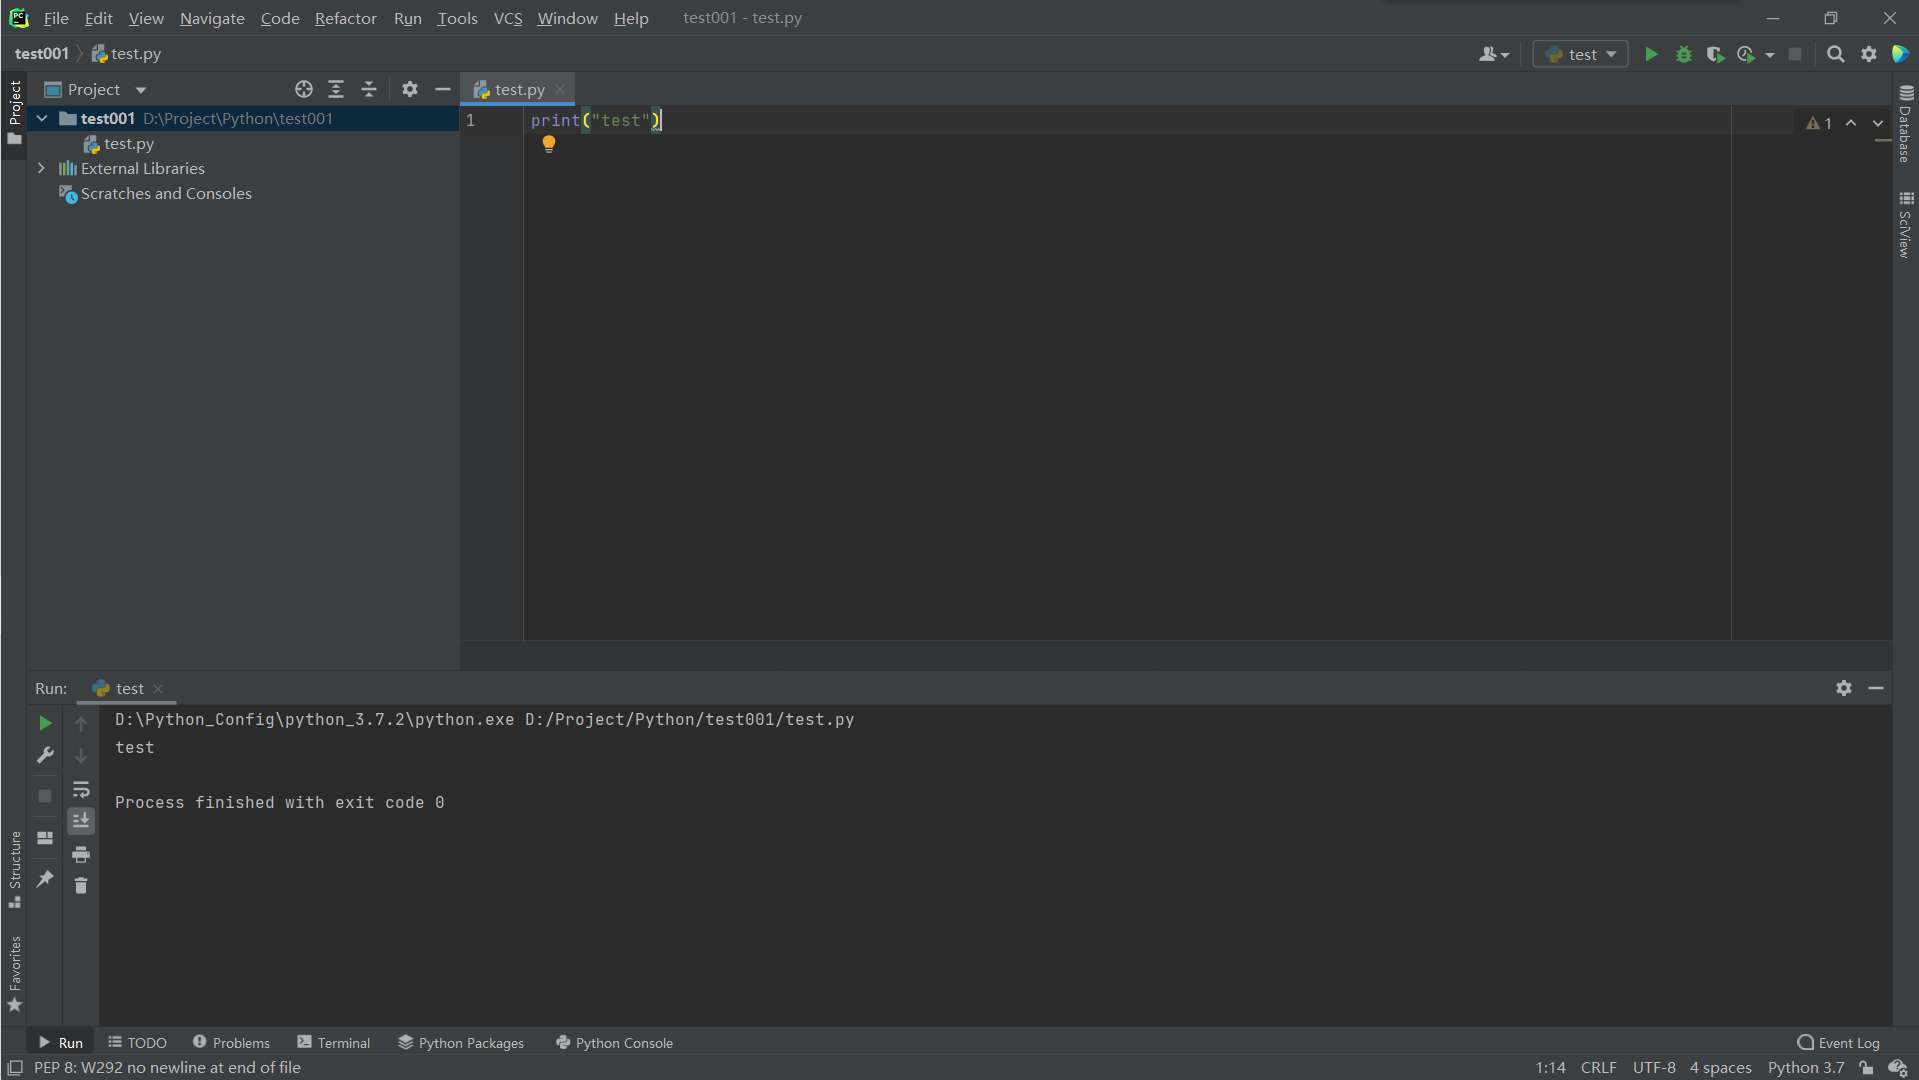 File Edit View Navigate Code Refactor Run Tools VCS Window Help test001 - test.py
test001 test.py
test
Project
Project
test.py
test001 D:\Project\Python\test001
test.py
External Libraries
Scratches and Consoles
1 print("test")
1
Database
SciView
Run: test
D:\Python_Config\python_3.7.2\python.exe D:/Project/Python/test001/test.py
test
Process finished with exit code 0
Structure
Favorites
Run TODO Problems Terminal Python Packages Python Console Event Log
PEP 8: W292 no newline at end of file 1:14 CRLF UTF-8 4 spaces Python 3.7